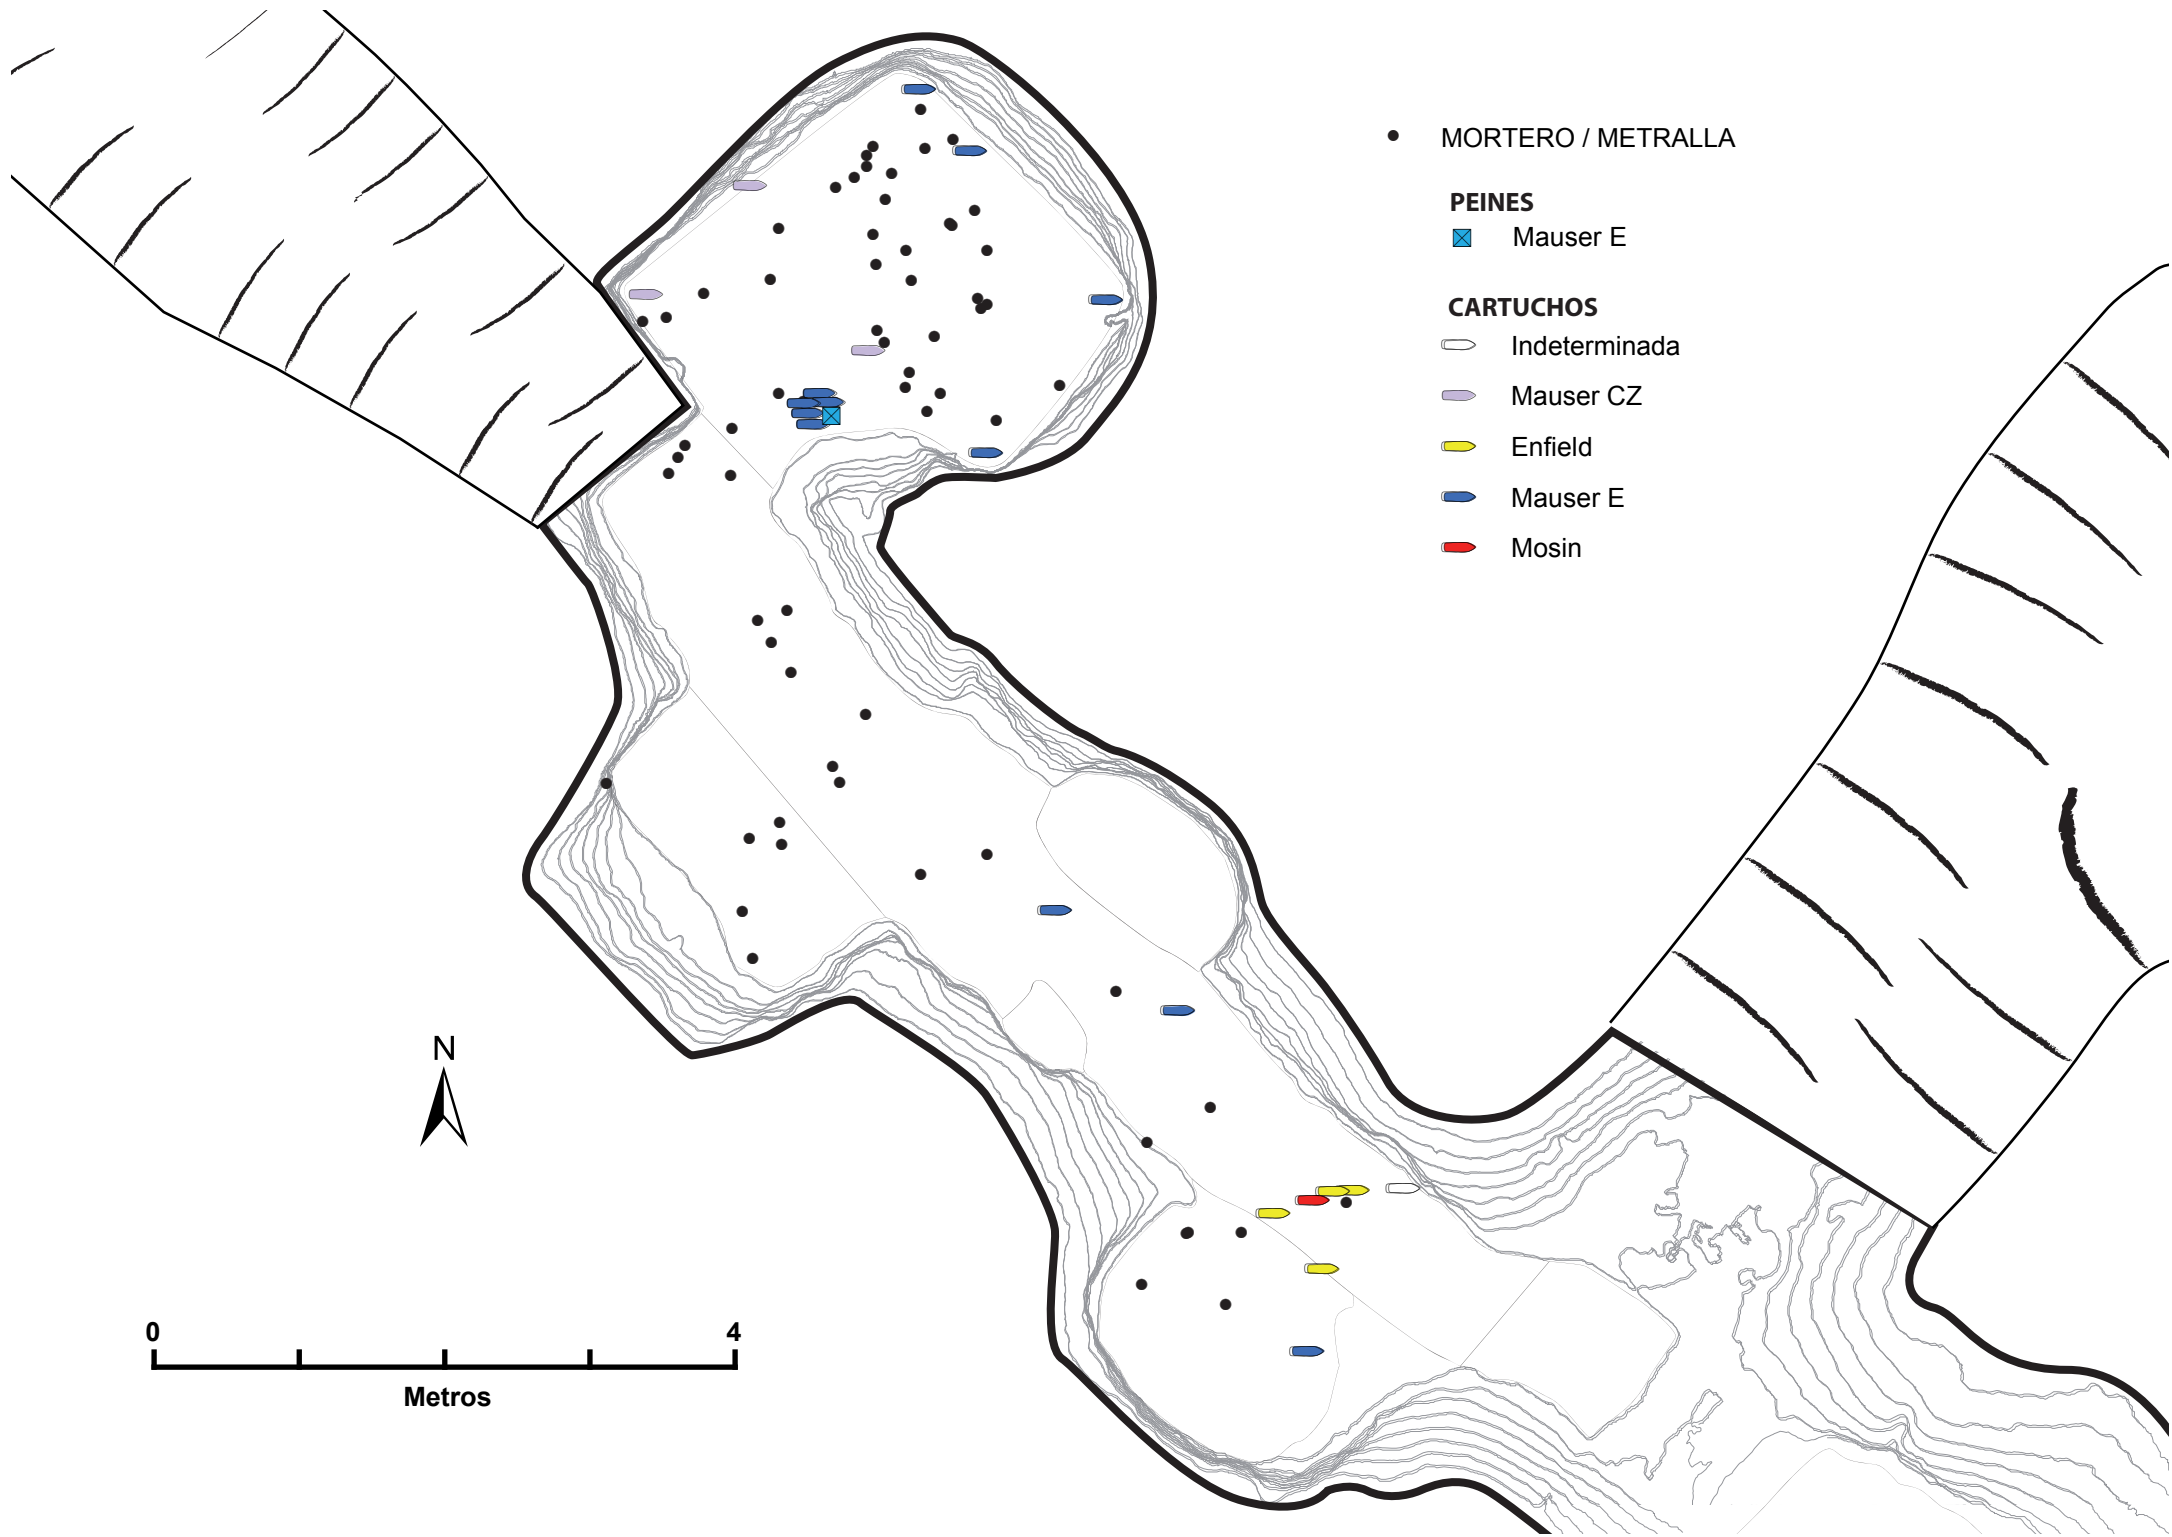 MORTERO / METRALLA
PEINES
Mauser E
CARTUCHOS
Indeterminada
Mauser CZ
Enfield
Mauser E
Mosin
N
0 4
Metros